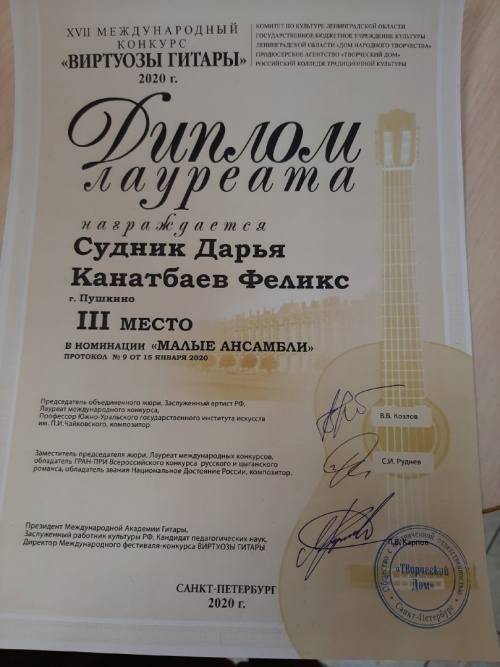 XVII МЕЖДУНАРОДНЫЙ
КОНКУРС
«ВИРТУОЗЫ ГИТАРЫ»
2020 г.
КОМИТЕТ ПО КУЛЬТУРЕ ЛЕНИНГРАДСКОЙ ОБЛАСТИ
ГОСУДАРСТВЕННОЕ БЮДЖЕТНОЕ УЧРЕЖДЕНИЕ КУЛЬТУРЫ
ЛЕНИНГРАДСКОЙ ОБЛАСТИ «ДОМ НАРОДНОГО ТВОРЧЕСТВА»
ПРОДЮСЕРСКОЕ АГЕНТСТВО «ТВОРЧЕСКИЙ ДОМ»
РОССИЙСКИЙ КОЛЛЕДЖ ТРАДИЦИОННОЙ КУЛЬТУРЫ
Диплом
лауреата
награждается
Судник Дарья
Канатбаев Феликс
г. Пушкино
III МЕСТО
В НОМИНАЦИИ «МАЛЫЕ АНСАМБЛИ»
ПРОТОКОЛ № 9 ОТ 15 ЯНВАРЯ 2020
Председатель объединенного жюри, Заслуженный артист РФ,
Лауреат международного конкурса,
Профессор Южно-Уральского государственного института искусств
им. П.И.Чайковского, композитор.
В.В. Козлов
Заместитель председателя жюри, Лауреат международных конкурсов,
обладатель ГРАН-ПРИ Всероссийского конкурса русского и цыганского
романса, обладатель звания Национальное Достояние России, композитор.
С.И. Руднев
Президент Международной Академии Гитары,
Заслуженный работник культуры РФ, Кандидат педагогических наук,
Директор Международного фестиваля-конкурса ВИРТУОЗЫ ГИТАРЫ
Карпов
Общество с ограниченной ответственностью
«Творческий
Дом»
Санкт-Петербург
САНКТ-ПЕТЕРБУРГ
2020 г.